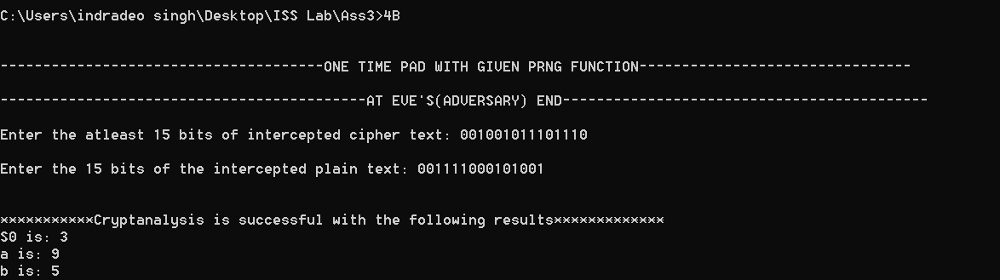 C:\Users\indradeo singh\Desktop\ISS Lab\Ass3>4B
--------------------------------------ONE TIME PAD WITH GIVEN PRNG FUNCTION--------------------------------
-------------------------------------------AT EVE'S(ADVERSARY) END-------------------------------------------
Enter the atleast 15 bits of intercepted cipher text: 001001011101110
Enter the 15 bits of the intercepted plain text: 001111000101001
***********Cryptanalysis is successful with the following results*************
S0 is: 3
a is: 9
b is: 5